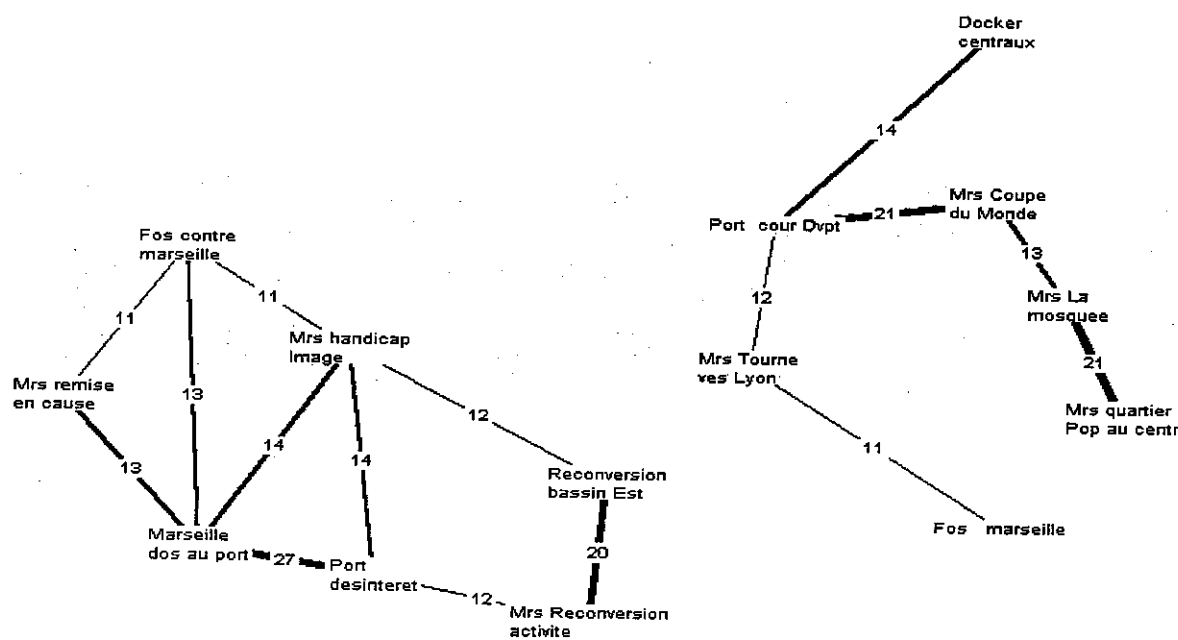 Docker
centraux
14
Mrs Coupe
du Monde
21
Port cour Dvpt
Fos contre
marseille
13
11
12
Mrs La
mosquee
11
Mrs handicap
Image
Mrs Tourne
ves Lyon
21
Mrs remise
en cause
13
Mrs quartier
Pop au centr
12
14
14
11
13
Reconversion
bassin Est
Marseille
dos au port
Fos marseille
27
20
Port
desinteret
12
Mrs Reconversion
activite